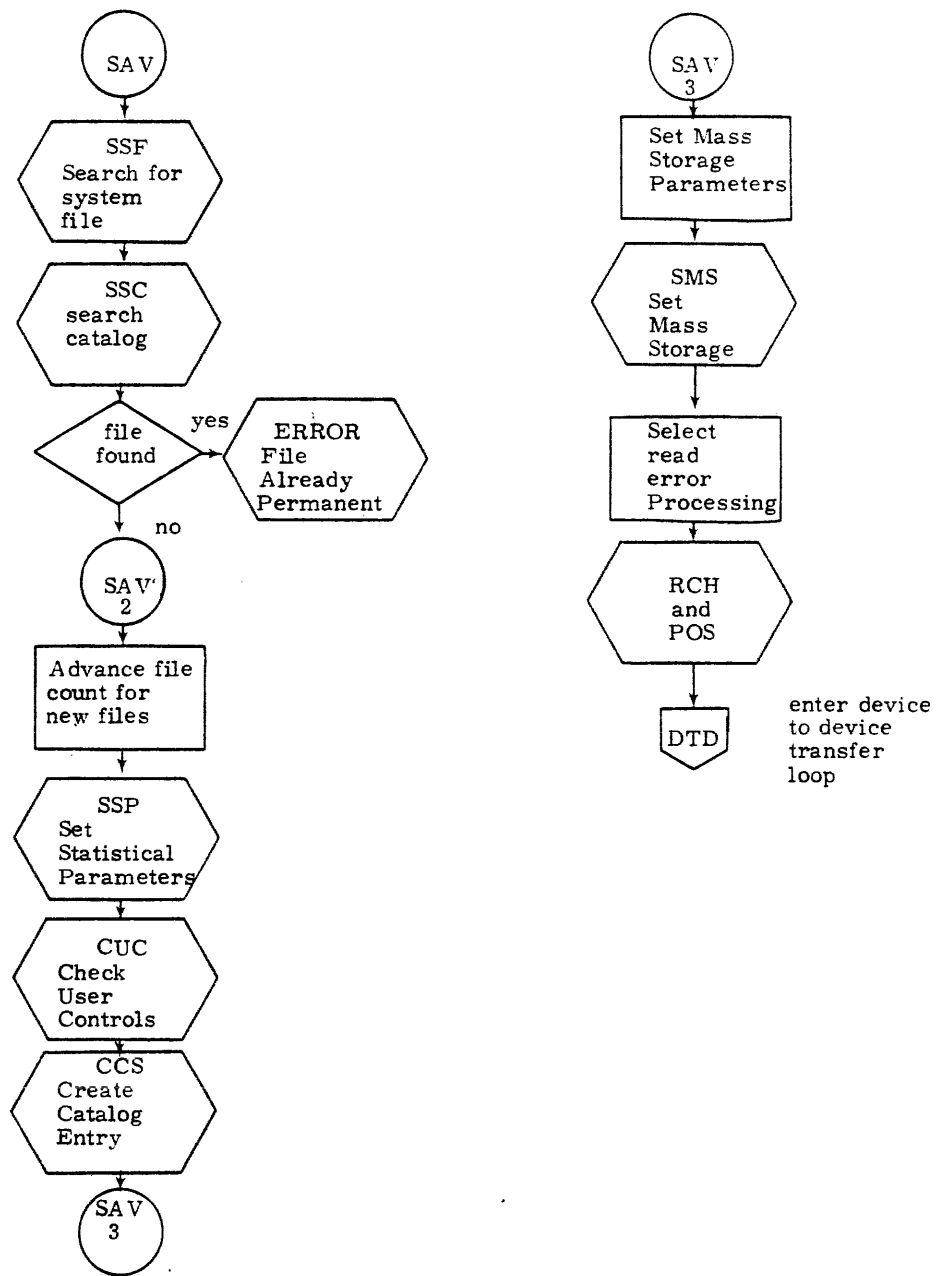 SAV
SSF
Search for
system
file
SSC
search
catalog
file
found
yes
ERROR
File
Already
Permanent
no
SAV
2
Advance file
count for
new files
SSP
Set
Statistical
Parameters
CUC
Check
User
Controls
CCS
Create
Catalog
Entry
SAV
3
SAV
3
Set Mass
Storage
Parameters
SMS
Set
Mass
Storage
Select
read
error
Processing
RCH
and
POS
DTD
enter device
to device
transfer
loop